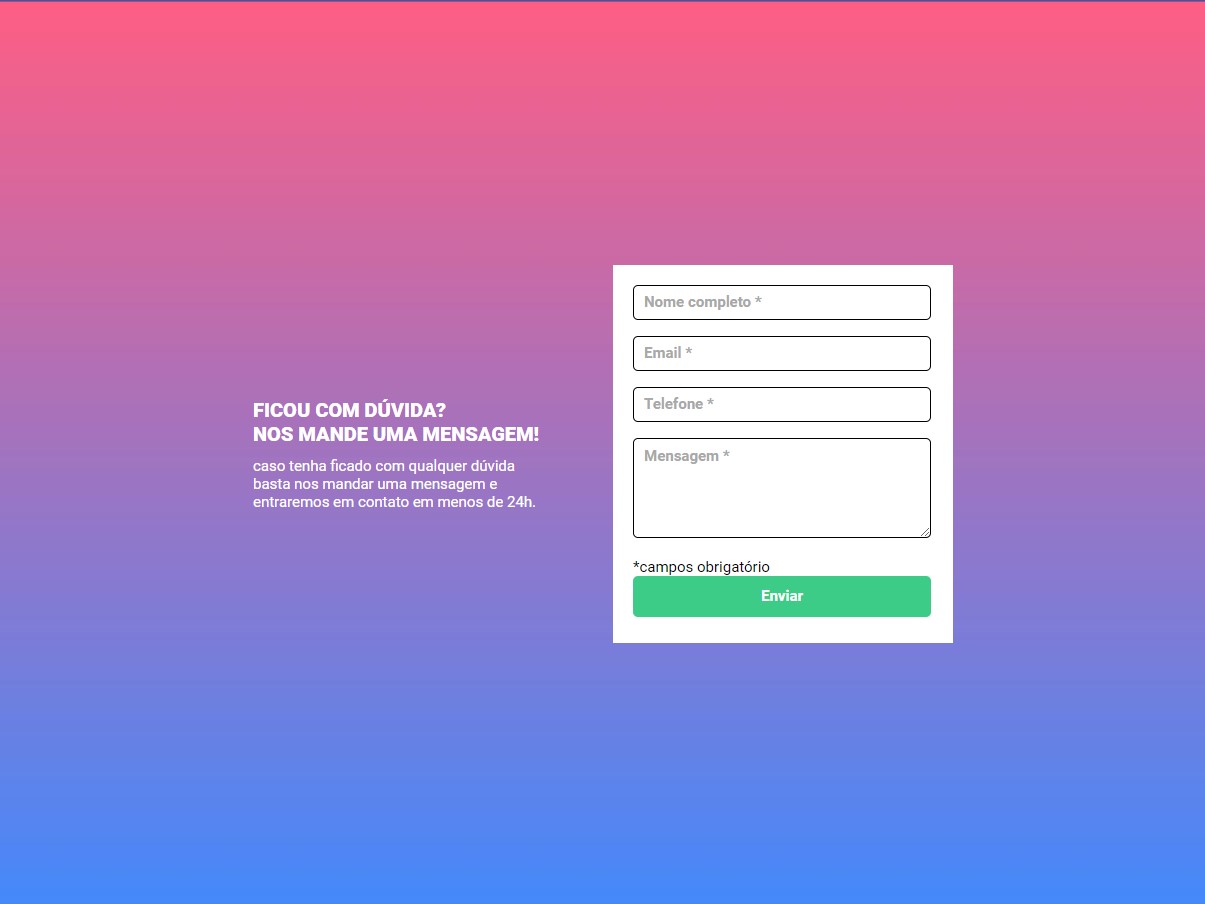 FICOU COM DÚVIDA?
NOS MANDE UMA MENSAGEM!
caso tenha ficado com qualquer dúvida
basta nos mandar uma mensagem e
entraremos em contato em menos de 24h.
Nome completo *
Email *
Telefone *
Mensagem *
*campos obrigatório
Enviar